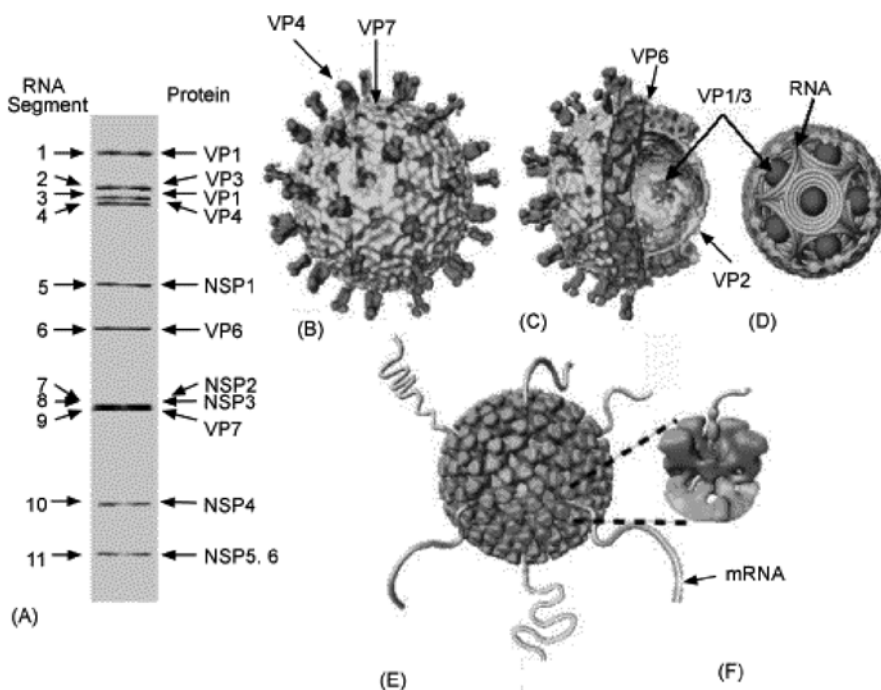 RNA
Segment
Protein
1
VP1
2
VP3
3
VP1
4
VP4
5
NSP1
6
VP6
7
NSP2
8
NSP3
9
VP7
10
NSP4
11
NSP5. 6
(A)
VP4
VP7
(B)
VP6
VP1/3
VP2
(C)
RNA
(D)
(E)
mRNA
(F)